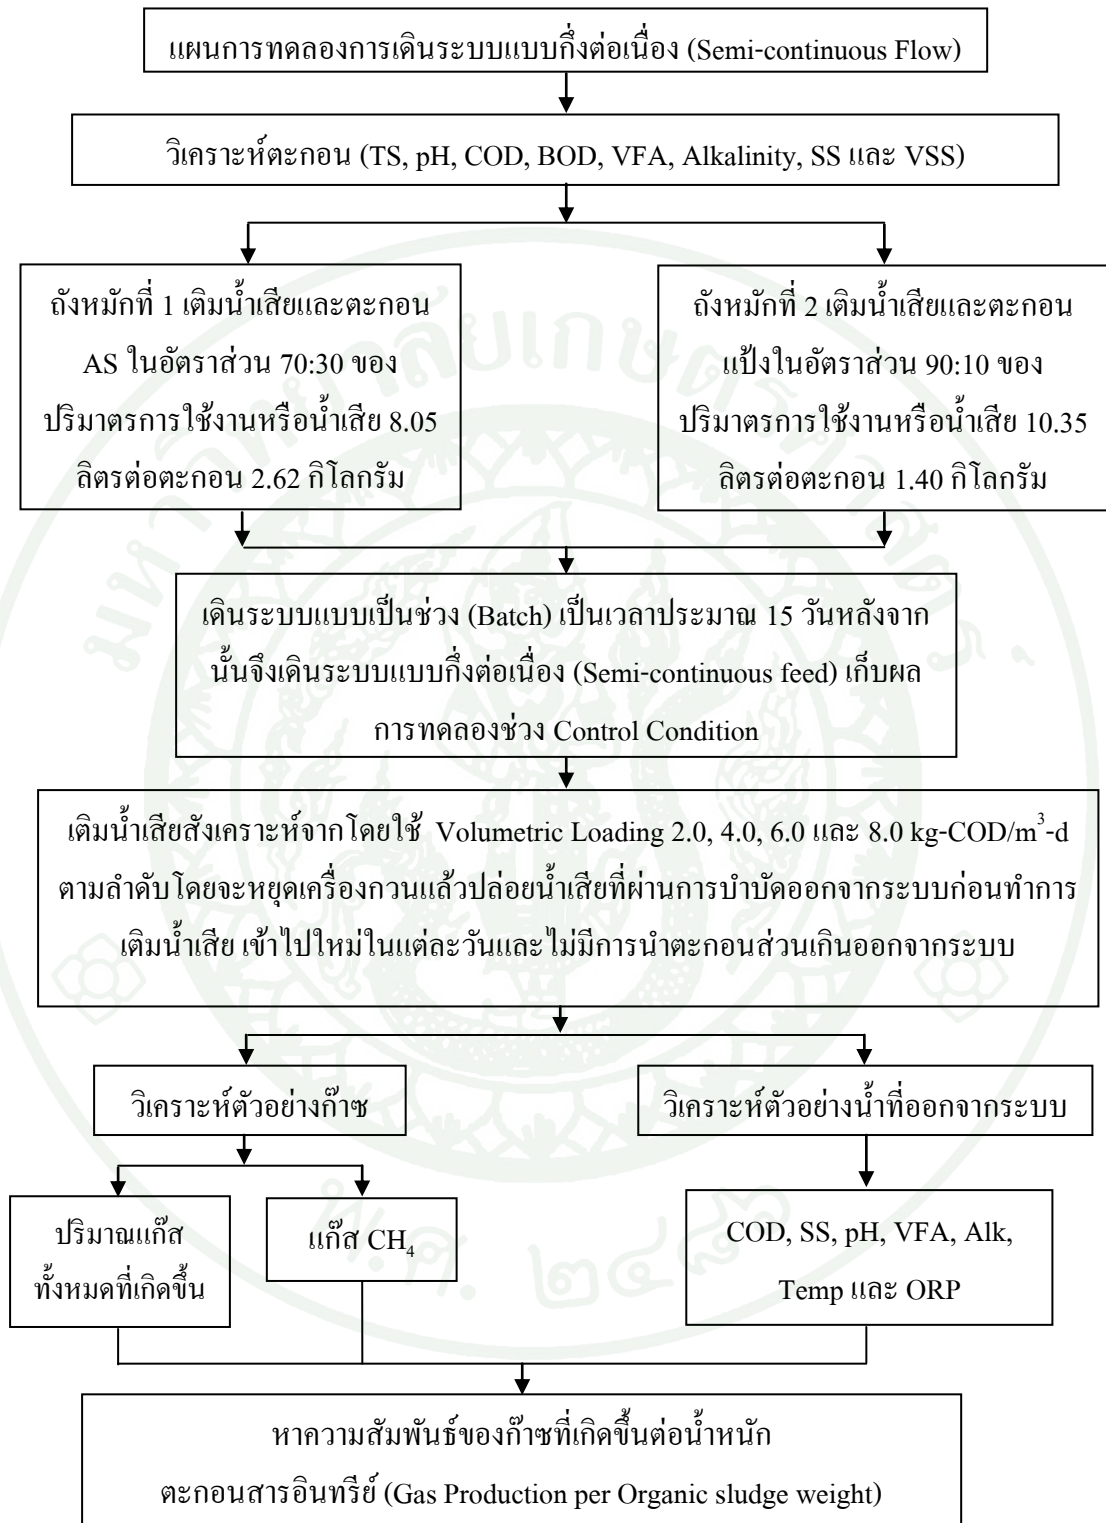 แผนการทดลองการเดินระบบแบบกึ่งต่อเนื่อง (Semi-continuous Flow)
วิเคราะห์ตะกอน (TS, pH, COD, BOD, VFA, Alkalinity, SS และ VSS)
ถังหมักที่ 1 เติมน้ำเสียและตะกอน
AS ในอัตราส่วน 70:30 ของ
ปริมาตรการใช้งานหรือน้ำเสีย 8.05
ลิตรต่อตะกอน 2.62 กิโลกรัม
ถังหมักที่ 2 เติมน้ำเสียและตะกอน
แป้งในอัตราส่วน 90:10 ของ
ปริมาตรการใช้งานหรือน้ำเสีย 10.35
ลิตรต่อตะกอน 1.40 กิโลกรัม
เดินระบบแบบเป็นช่วง (Batch) เป็นเวลาประมาณ 15 วันหลังจาก
นั้นจึงเดินระบบแบบกึ่งต่อเนื่อง (Semi-continuous feed) เก็บผล
การทดลองช่วง Control Condition
เติมน้ำเสียสังเคราะห์จากโดยใช้ Volumetric Loading 2.0, 4.0, 6.0 และ 8.0 kg-COD/m³-d
ตามลำดับโดยจะหยุดเครื่องกวนแล้วปล่อยน้ำเสียที่ผ่านการบำบัดออกจากระบบก่อนทำการ
เติมน้ำเสีย เข้าไปใหม่ในแต่ละวันและไม่มีการนำตะกอนส่วนเกินออกจากระบบ
วิเคราะห์ตัวอย่างก๊าซ
วิเคราะห์ตัวอย่างน้ำที่ออกจากระบบ
ปริมาณแก๊ส
ทั้งหมดที่เกิดขึ้น
แก๊ส CH₄
COD, SS, pH, VFA, Alk,
Temp และ ORP
หาความสัมพันธ์ของก๊าซที่เกิดขึ้นต่อน้ำหนัก
ตะกอนสารอินทรีย์ (Gas Production per Organic sludge weight)
มหาวิทยาลัยเกษตรศาสตร์
พ.ศ. ๒๔๘๖